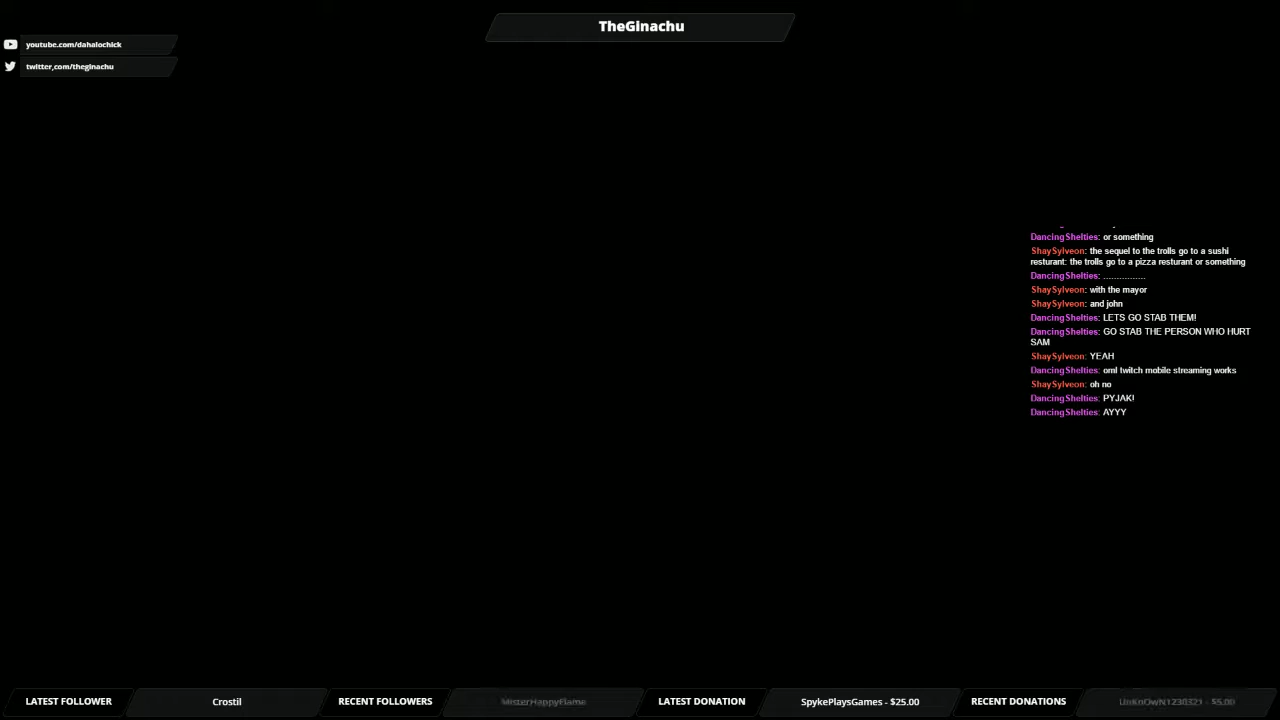 TheGinachu
youtube.com/dahalochick
twitter.com/theginachu
DancingShelties: or something
ShaySylveon: the sequel to the trolls go to a sushi
resturant: the trolls go to a pizza resturant or something
DancingShelties: ................
ShaySylveon: with the mayor
ShaySylveon: and john
DancingShelties: LETS GO STAB THEM!
DancingShelties: GO STAB THE PERSON WHO HURT
SAM
ShaySylveon: YEAH
DancingShelties: oml twitch mobile streaming works
ShaySylveon: oh no
DancingShelties: PYJAK!
DancingShelties: AYYY
LATEST FOLLOWER Crostil RECENT FOLLOWERS MisterHappyFlame LATEST DONATION SpykePlaysGames - $25.00 RECENT DONATIONS UnKnOwN1230321 - $5.00